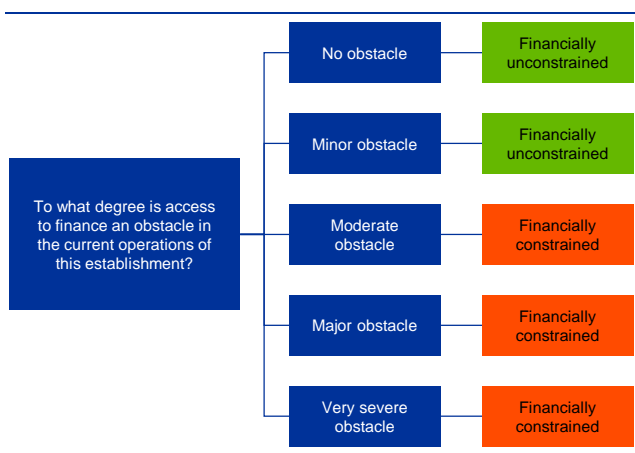 No obstacle
Financially
unconstrained
Minor obstacle
Financially
unconstrained
To what degree is access
to finance an obstacle in
the current operations of
this establishment?
Moderate
obstacle
Financially
constrained
Major obstacle
Financially
constrained
Very severe
obstacle
Financially
constrained